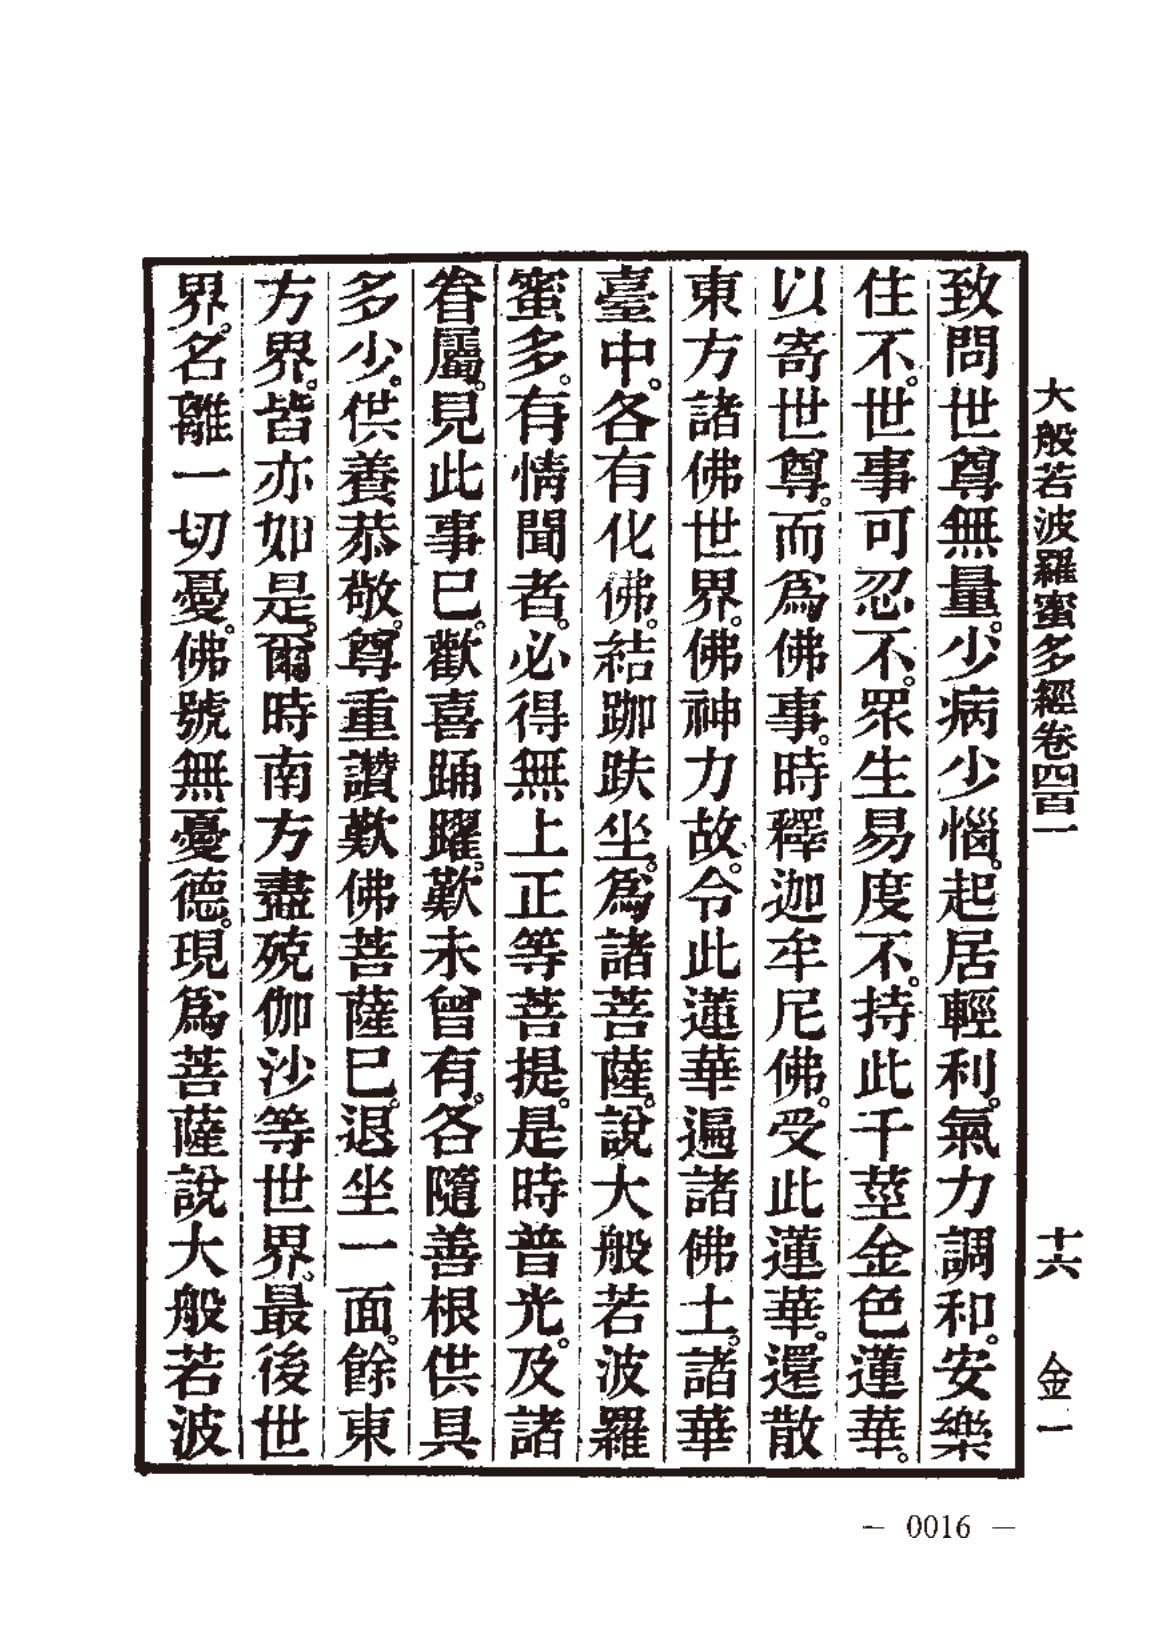 大般若波羅蜜多經卷四百一 十六 金一
致問世尊無量。少病少惱。起居輕利。氣力調和。安樂
住不。世事可忍不。眾生易度不。持此千莖金色蓮華。
以寄世尊。而為佛事。時釋迦牟尼佛。受此蓮華。還散
東方諸佛世界。佛神力故。令此蓮華遍諸佛土。諸華
臺中。各有化佛。結跏趺坐。為諸菩薩。說大般若波羅
蜜多。有情聞者。必得無上正等菩提。是時普光。及諸
眷屬。見此事已。歡喜踊躍。歎未曾有。各隨善根供具
多少。供養恭敬。尊重讚歎佛菩薩已。退坐一面。餘東
方界。皆亦如是。爾時南方盡殑伽沙等世界。最後世
界。名離一切憂。佛號無憂德。現為菩薩說大般若波
— 0016 —